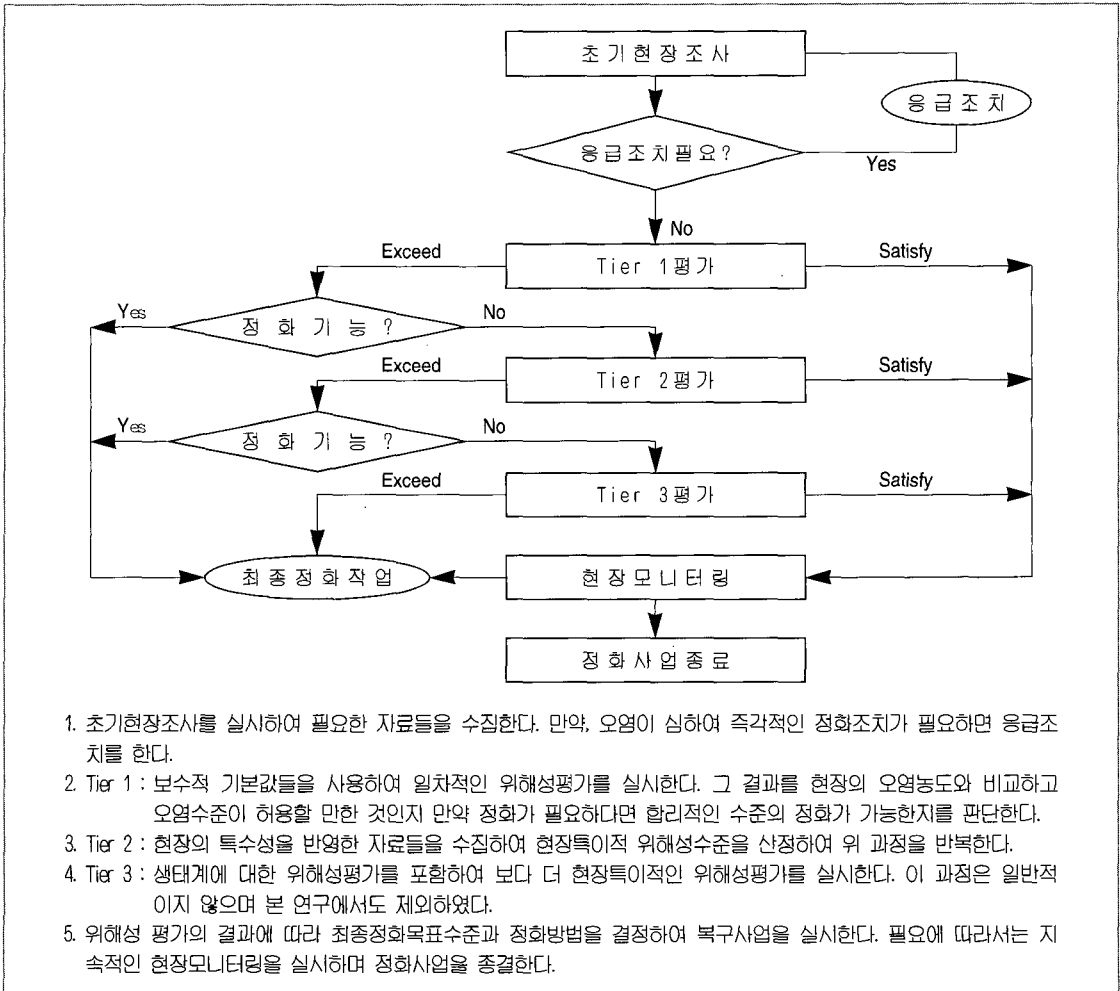 초기현장조사
응급조치
응급조치필요?
Yes
No
Exceed
Tier 1평가
Satisfy
Yes
정화기능?
No
Exceed
Tier 2평가
Satisfy
Yes
정화기능?
No
Exceed
Tier 3평가
Satisfy
최종정화작업
현장모니터링
정화사업종료
1. 초기현장조사를 실시하여 필요한 자료들을 수집한다. 만약, 오염이 심하여 즉각적인 정화조치가 필요하면 응급조
치를 한다.
2. Tier 1 : 보수적 기본값들을 사용하여 일차적인 위해성평가를 실시한다. 그 결과를 현장의 오염농도와 비교하고
오염수준이 허용할 만한 것인지 만약 정화가 필요하다면 합리적인 수준의 정화가 가능한지를 판단한다.
3. Tier 2 : 현장의 특수성을 반영한 자료들을 수집하여 현장특이적 위해성수준을 산정하여 위 과정을 반복한다.
4. Tier 3 : 생태계에 대한 위해성평가를 포함하여 보다 더 현장특이적인 위해성평가를 실시한다. 이 과정은 일반적
이지 않으며 본 연구에서도 제외하였다.
5. 위해성 평가의 결과에 따라 최종정화목표수준과 정화방법을 결정하여 복구사업을 실시한다. 필요에 따라서는 지
속적인 현장모니터링을 실시하며 정화사업을 종결한다.